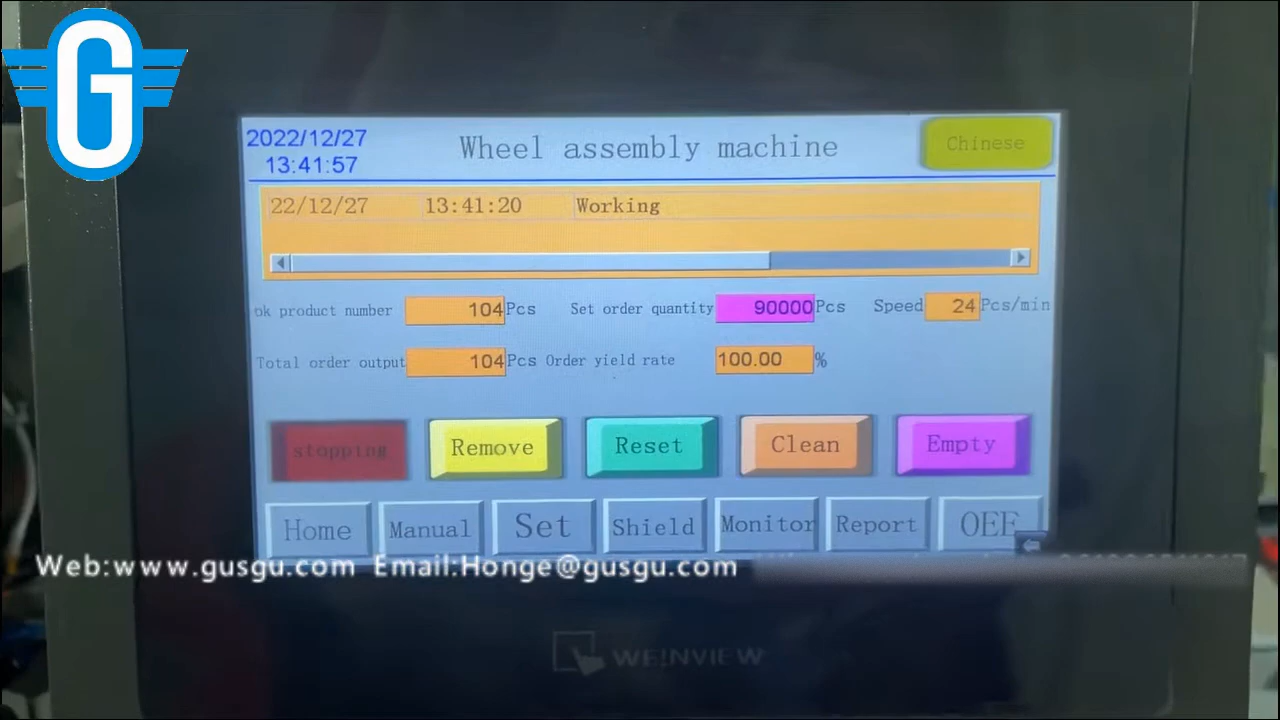 G
2022/12/27
Wheel assembly machine
Chinese
13:41:57
22/12/27 13:41:20 Working
ok product number 104 Pcs Set order quantity 90000 Pcs Speed 24 Pcs/min
Total order output 104 Pcs Order yield rate 100.00 %
stopping Remove Reset Clean Empty
Home Manual Set Shield Monitor Report OEE
Web:www.gusgu.com Email:Honge@gusgu.com
WEINVIEW